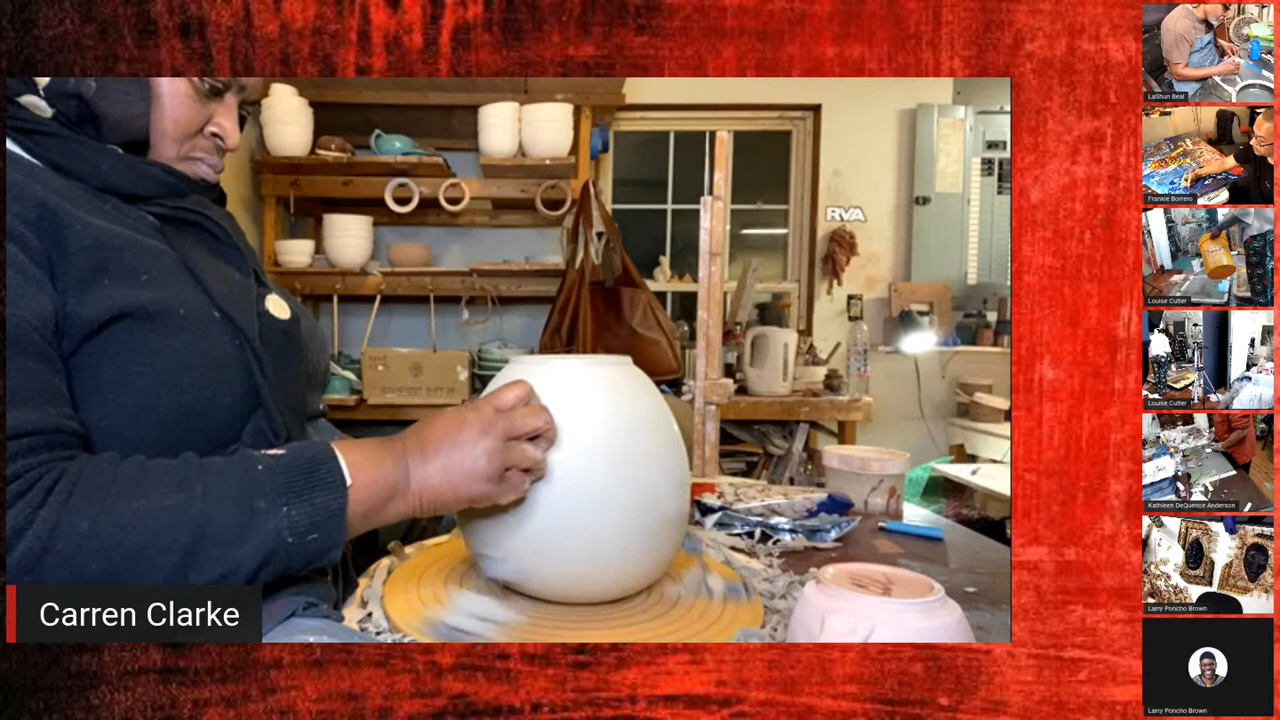 RVA
Carren Clarke
LaShun Beal
Frankie Borrero
Louise Cutler
Louise Cutler
Kathleen DeQuence Anderson
Larry Poncho Brown
Larry Poncho Brown